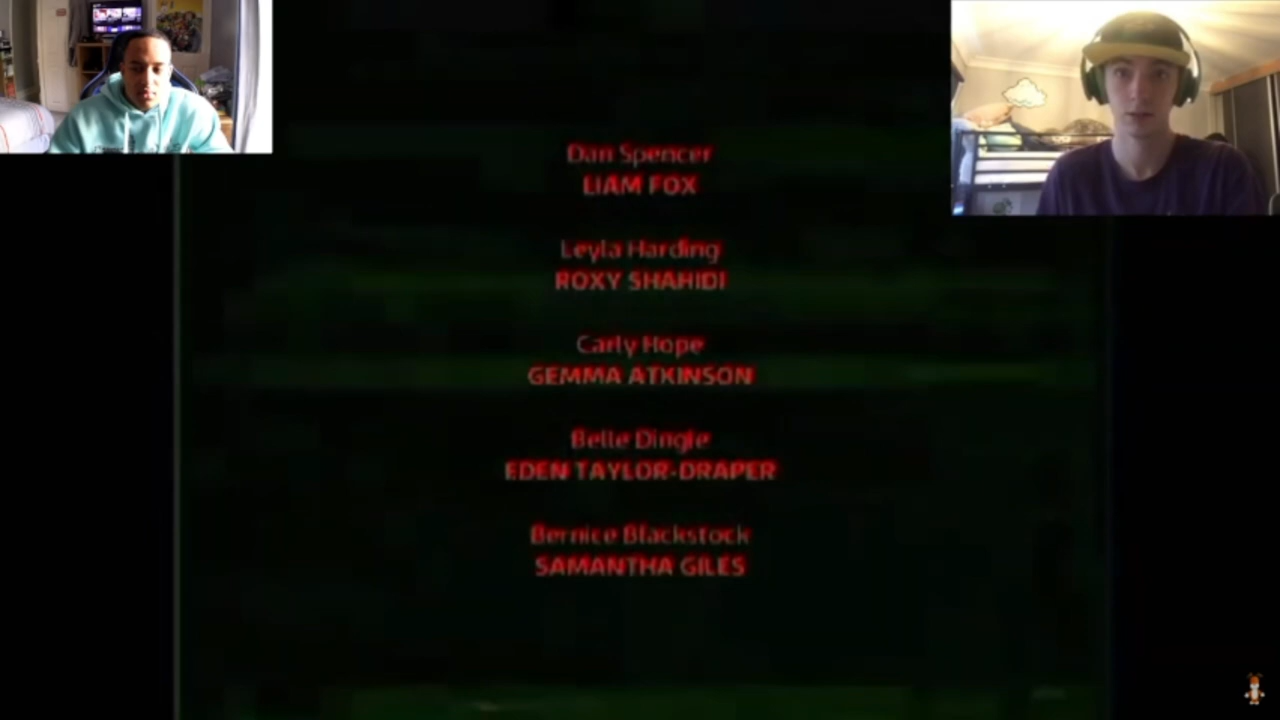 Dan Spencer
LIAM FOX
Leyla Harding
ROXY SHAHIDI
Carly Hope
GEMMA ATKINSON
Belle Dingle
EDEN TAYLOR-DRAPER
Bernice Blackstock
SAMANTHA GILES